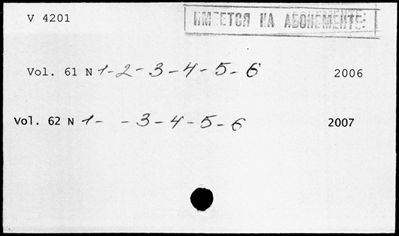 V 4201
ИМЕЕТСЯ НА АБОНЕМЕНТЕ:
Vol. 61 N 1-2-3-4-5-6 2006
Vol. 62 N 1- -3-4-5-6 2007